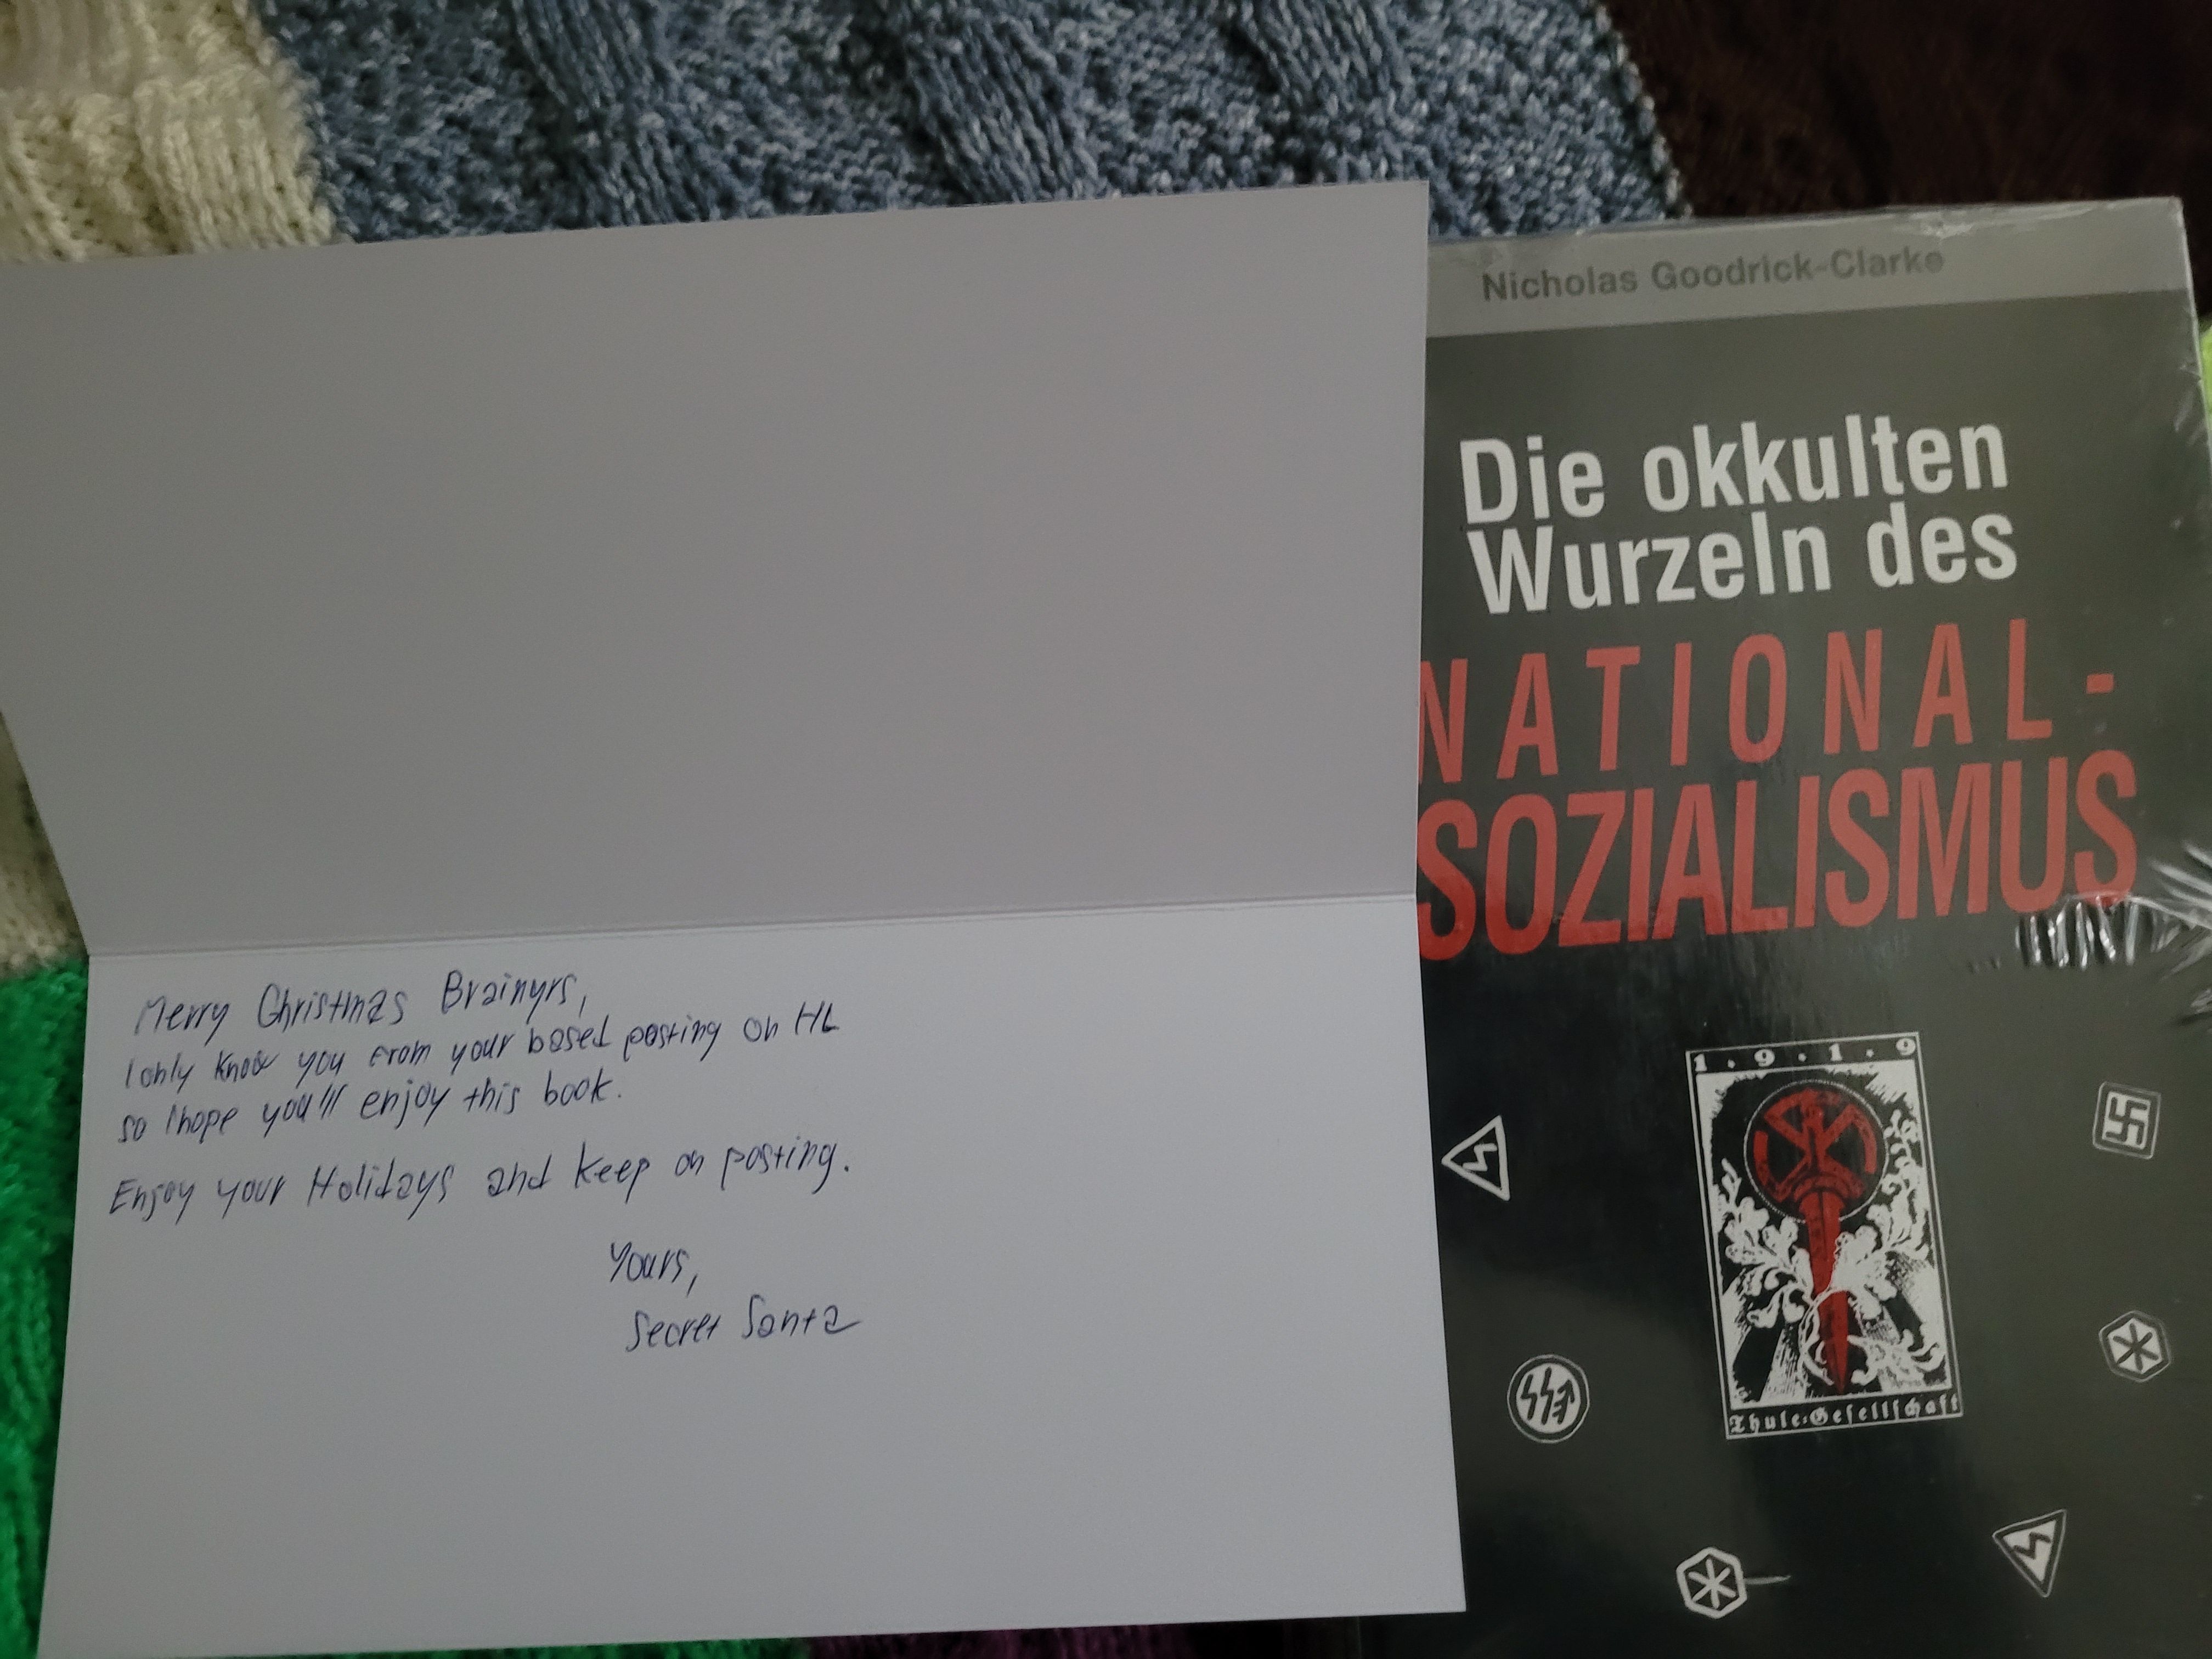 Merry Christmas Brainyrs,
I only know you from your based posting on HL
so I hope you'll enjoy this book.
Enjoy your Holidays and keep on posting.
Yours,
Secret Santa
Nicholas Goodrick-Clarke
Die okkulten
Wurzeln des
NATIONAL-
SOZIALISMUS
1.9.1.9
Thule-Gesellschaft